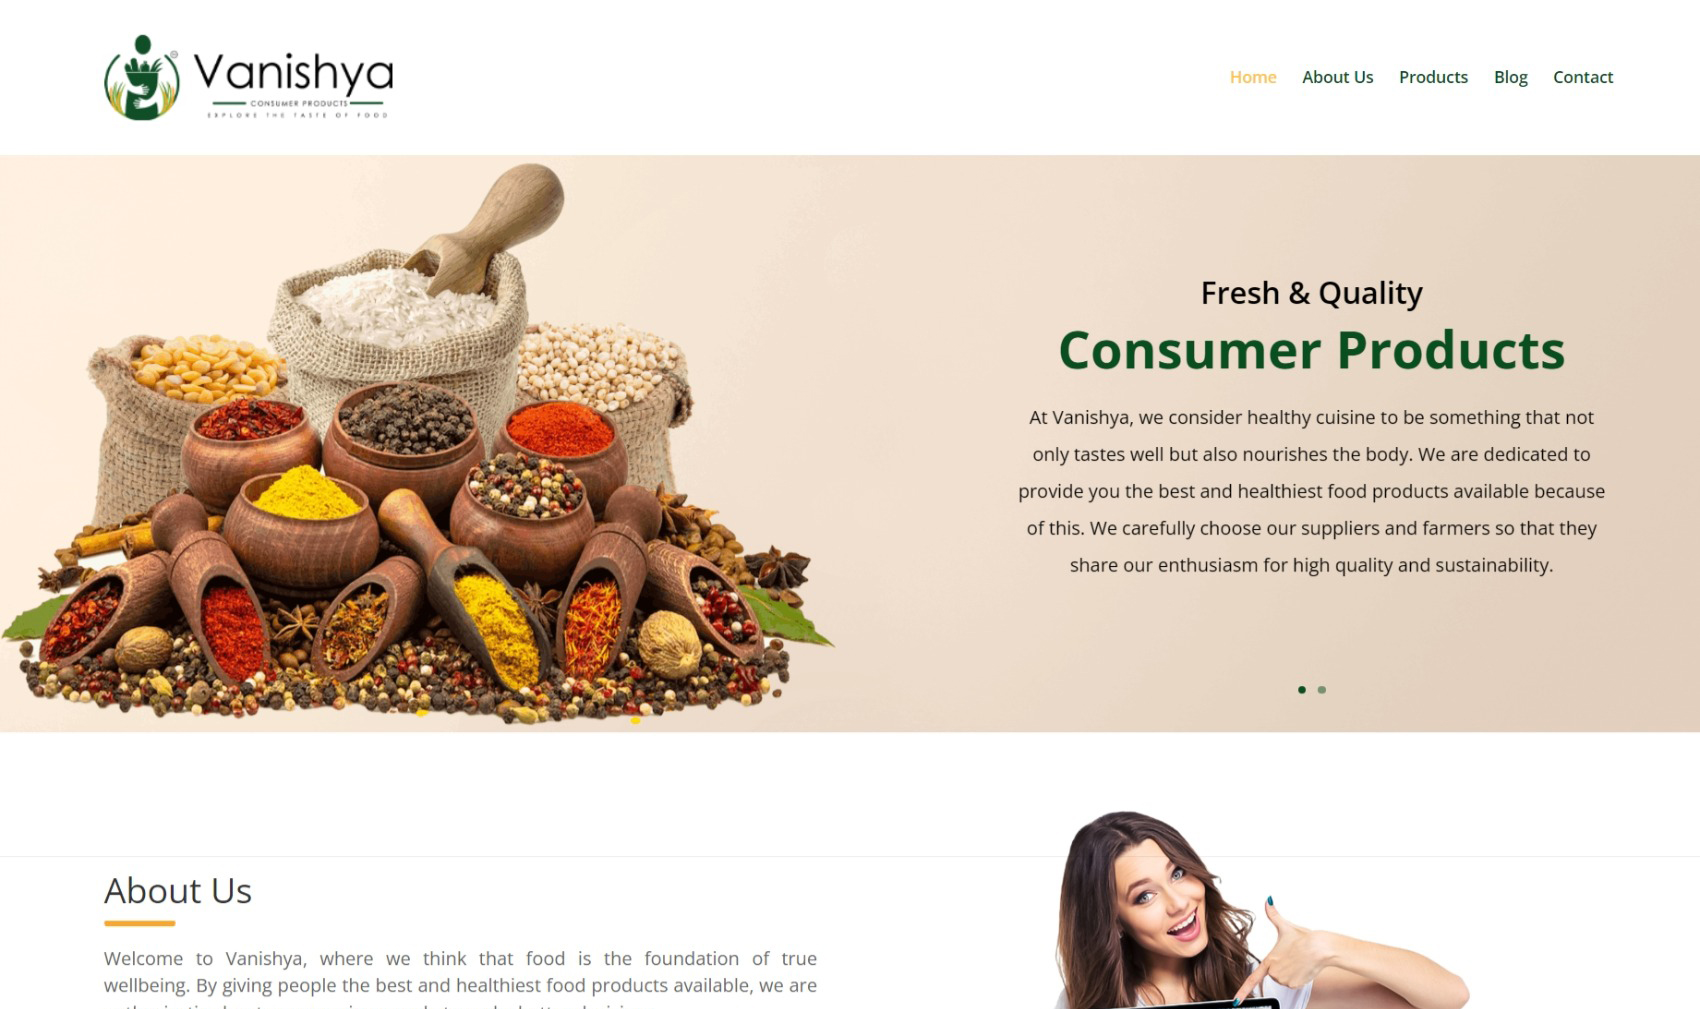 Vanishya
CONSUMER PRODUCTS
EXPLORE THE TASTE OF FOOD
Home About Us Products Blog Contact
Fresh & Quality
Consumer Products
At Vanishya, we consider healthy cuisine to be something that not
only tastes well but also nourishes the body. We are dedicated to
provide you the best and healthiest food products available because
of this. We carefully choose our suppliers and farmers so that they
share our enthusiasm for high quality and sustainability.
About Us
Welcome to Vanishya, where we think that food is the foundation of true
wellbeing. By giving people the best and healthiest food products available, we are